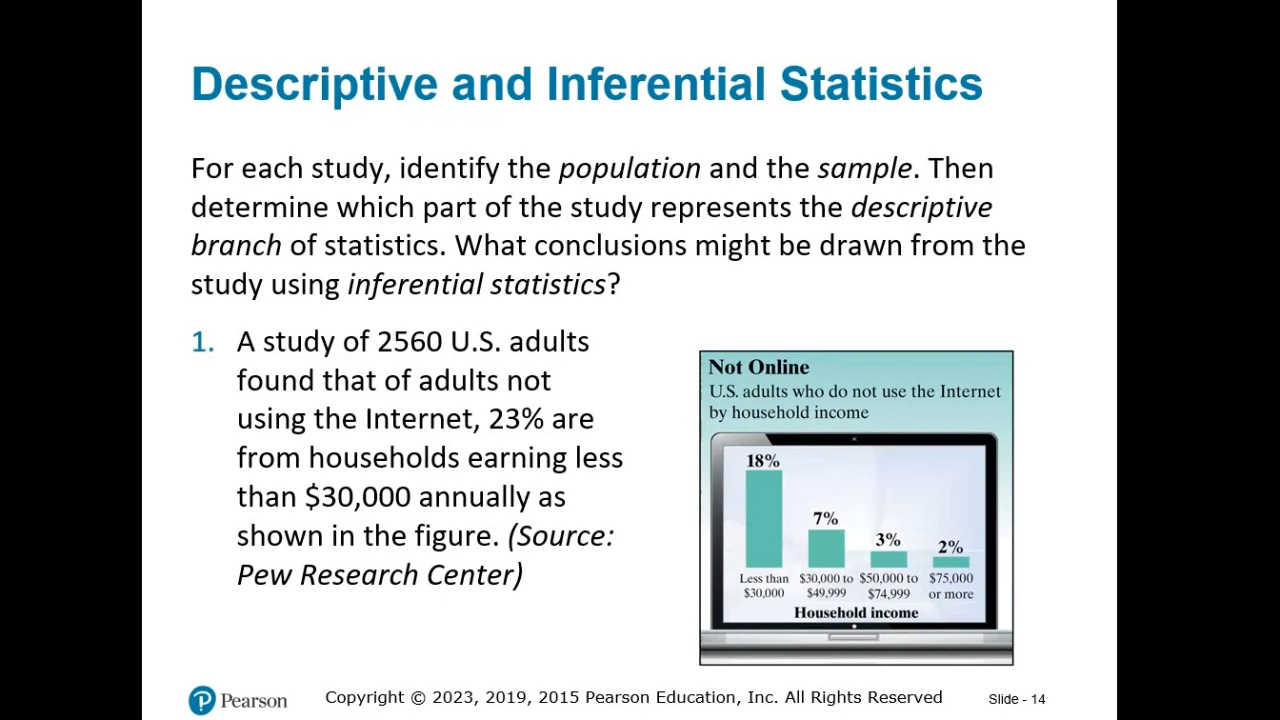 Descriptive and Inferential Statistics
For each study, identify the population and the sample. Then
determine which part of the study represents the descriptive
branch of statistics. What conclusions might be drawn from the
study using inferential statistics?
1. A study of 2560 U.S. adults
found that of adults not
using the Internet, 23% are
from households earning less
than $30,000 annually as
shown in the figure. (Source:
Pew Research Center)
Not Online
U.S. adults who do not use the Internet
by household income
18%
7%
3%
2%
Less than $30,000 to $50,000 to $75,000
$30,000 $49,999 $74,999 or more
Household income
Pearson Copyright © 2023, 2019, 2015 Pearson Education, Inc. All Rights Reserved Slide - 14